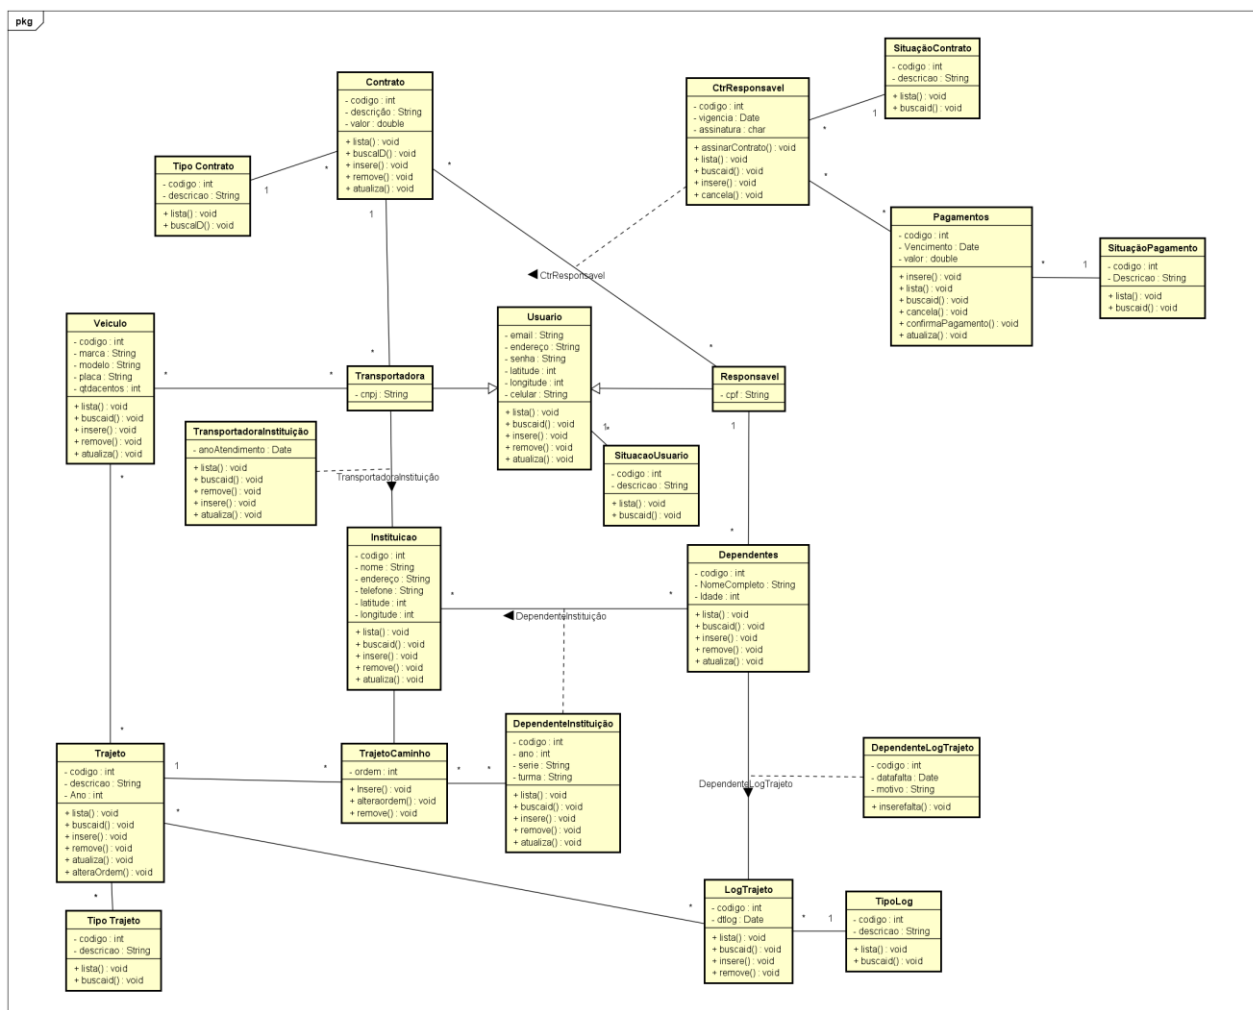 pkg
SituaçãoContrato
- codigo : int
- descricao : String
+ lista() : void
+ buscaid() : void
Contrato
- codigo : int
- descrição : String
- valor : double
+ lista() : void
+ buscaID() : void
+ insere() : void
+ remove() : void
+ atualiza() : void
CtrResponsavel
- codigo : int
- vigencia : Date
- assinatura : char
+ assinarContrato() : void
+ lista() : void
+ buscaid() : void
+ insere() : void
+ cancela() : void
1
*
Tipo Contrato
- codigo : int
- descricao : String
+ lista() : void
+ buscaID() : void
1
*
*
1
*
*
Pagamentos
- codigo : int
- Vencimento : Date
- valor : double
+ insere() : void
+ lista() : void
+ buscaid() : void
+ cancela() : void
+ confirmaPagamento() : void
+ atualiza() : void
*
1
SituaçãoPagamento
- codigo : int
- Descricao : String
+ lista() : void
+ buscaid() : void
CtrResponsavel
Veiculo
- codigo : int
- marca : String
- modelo : String
- placa : String
- qtdacentos : int
+ lista() : void
+ buscaid() : void
+ insere() : void
+ remove() : void
+ atualiza() : void
Usuario
- email : String
- endereço : String
- senha : String
- latitude : int
- longitude : int
- celular : String
+ lista() : void
+ buscaid() : void
+ insere() : void
+ remove() : void
+ atualiza() : void
*
*
*
*
Transportadora
- cnpj : String
Responsavel
- cpf : String
1
1
*
TransportadoraInstituição
- anoAtendimento : Date
+ lista() : void
+ buscaid() : void
+ remove() : void
+ insere() : void
+ atualiza() : void
TransportadoraInstituição
SituacaoUsuario
- codigo : int
- descricao : String
+ lista() : void
+ buscaid() : void
*
*
Instituicao
- codigo : int
- nome : String
- endereço : String
- telefone : String
- latitude : int
- longitude : int
+ lista() : void
+ buscaid() : void
+ insere() : void
+ remove() : void
+ atualiza() : void
Dependentes
- codigo : int
- NomeCompleto : String
- Idade : int
+ lista() : void
+ buscaid() : void
+ insere() : void
+ remove() : void
+ atualiza() : void
*
*
DependenteInstituição
*
Trajeto
- codigo : int
- descricao : String
- Ano : int
+ lista() : void
+ buscaid() : void
+ insere() : void
+ remove() : void
+ atualiza() : void
+ alteraOrdem() : void
1
*
*
TrajetoCaminho
- ordem : int
+ Insere() : void
+ alteraordem() : void
+ remove() : void
*
*
DependenteInstituição
- codigo : int
- ano : int
- serie : String
- turma : String
+ lista() : void
+ buscaid() : void
+ insere() : void
+ remove() : void
+ atualiza() : void
DependenteLogTrajeto
DependenteLogTrajeto
- codigo : int
- datafalta : Date
- motivo : String
+ inserefalta() : void
*
Tipo Trajeto
- codigo : int
- descricao : String
+ lista() : void
+ buscaid() : void
*
LogTrajeto
- codigo : int
- dtlog : Date
+ lista() : void
+ buscaid() : void
+ insere() : void
+ remove() : void
*
1
TipoLog
- codigo : int
- descricao : String
+ lista() : void
+ buscaid() : void